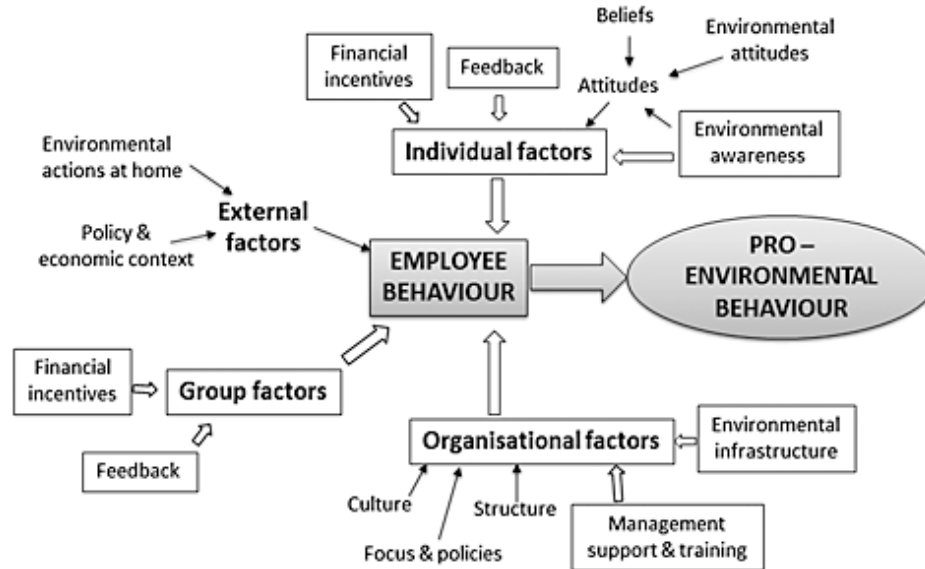 Beliefs
Financial
incentives
Feedback
Environmental
attitudes
Attitudes
Individual factors
Environmental
awareness
Environmental
actions at home
External
factors
Policy &
economic context
EMPLOYEE
BEHAVIOUR
PRO –
ENVIRONMENTAL
BEHAVIOUR
Financial
incentives
Group factors
Feedback
Organisational factors
Environmental
infrastructure
Culture
Structure
Focus & policies
Management
support & training